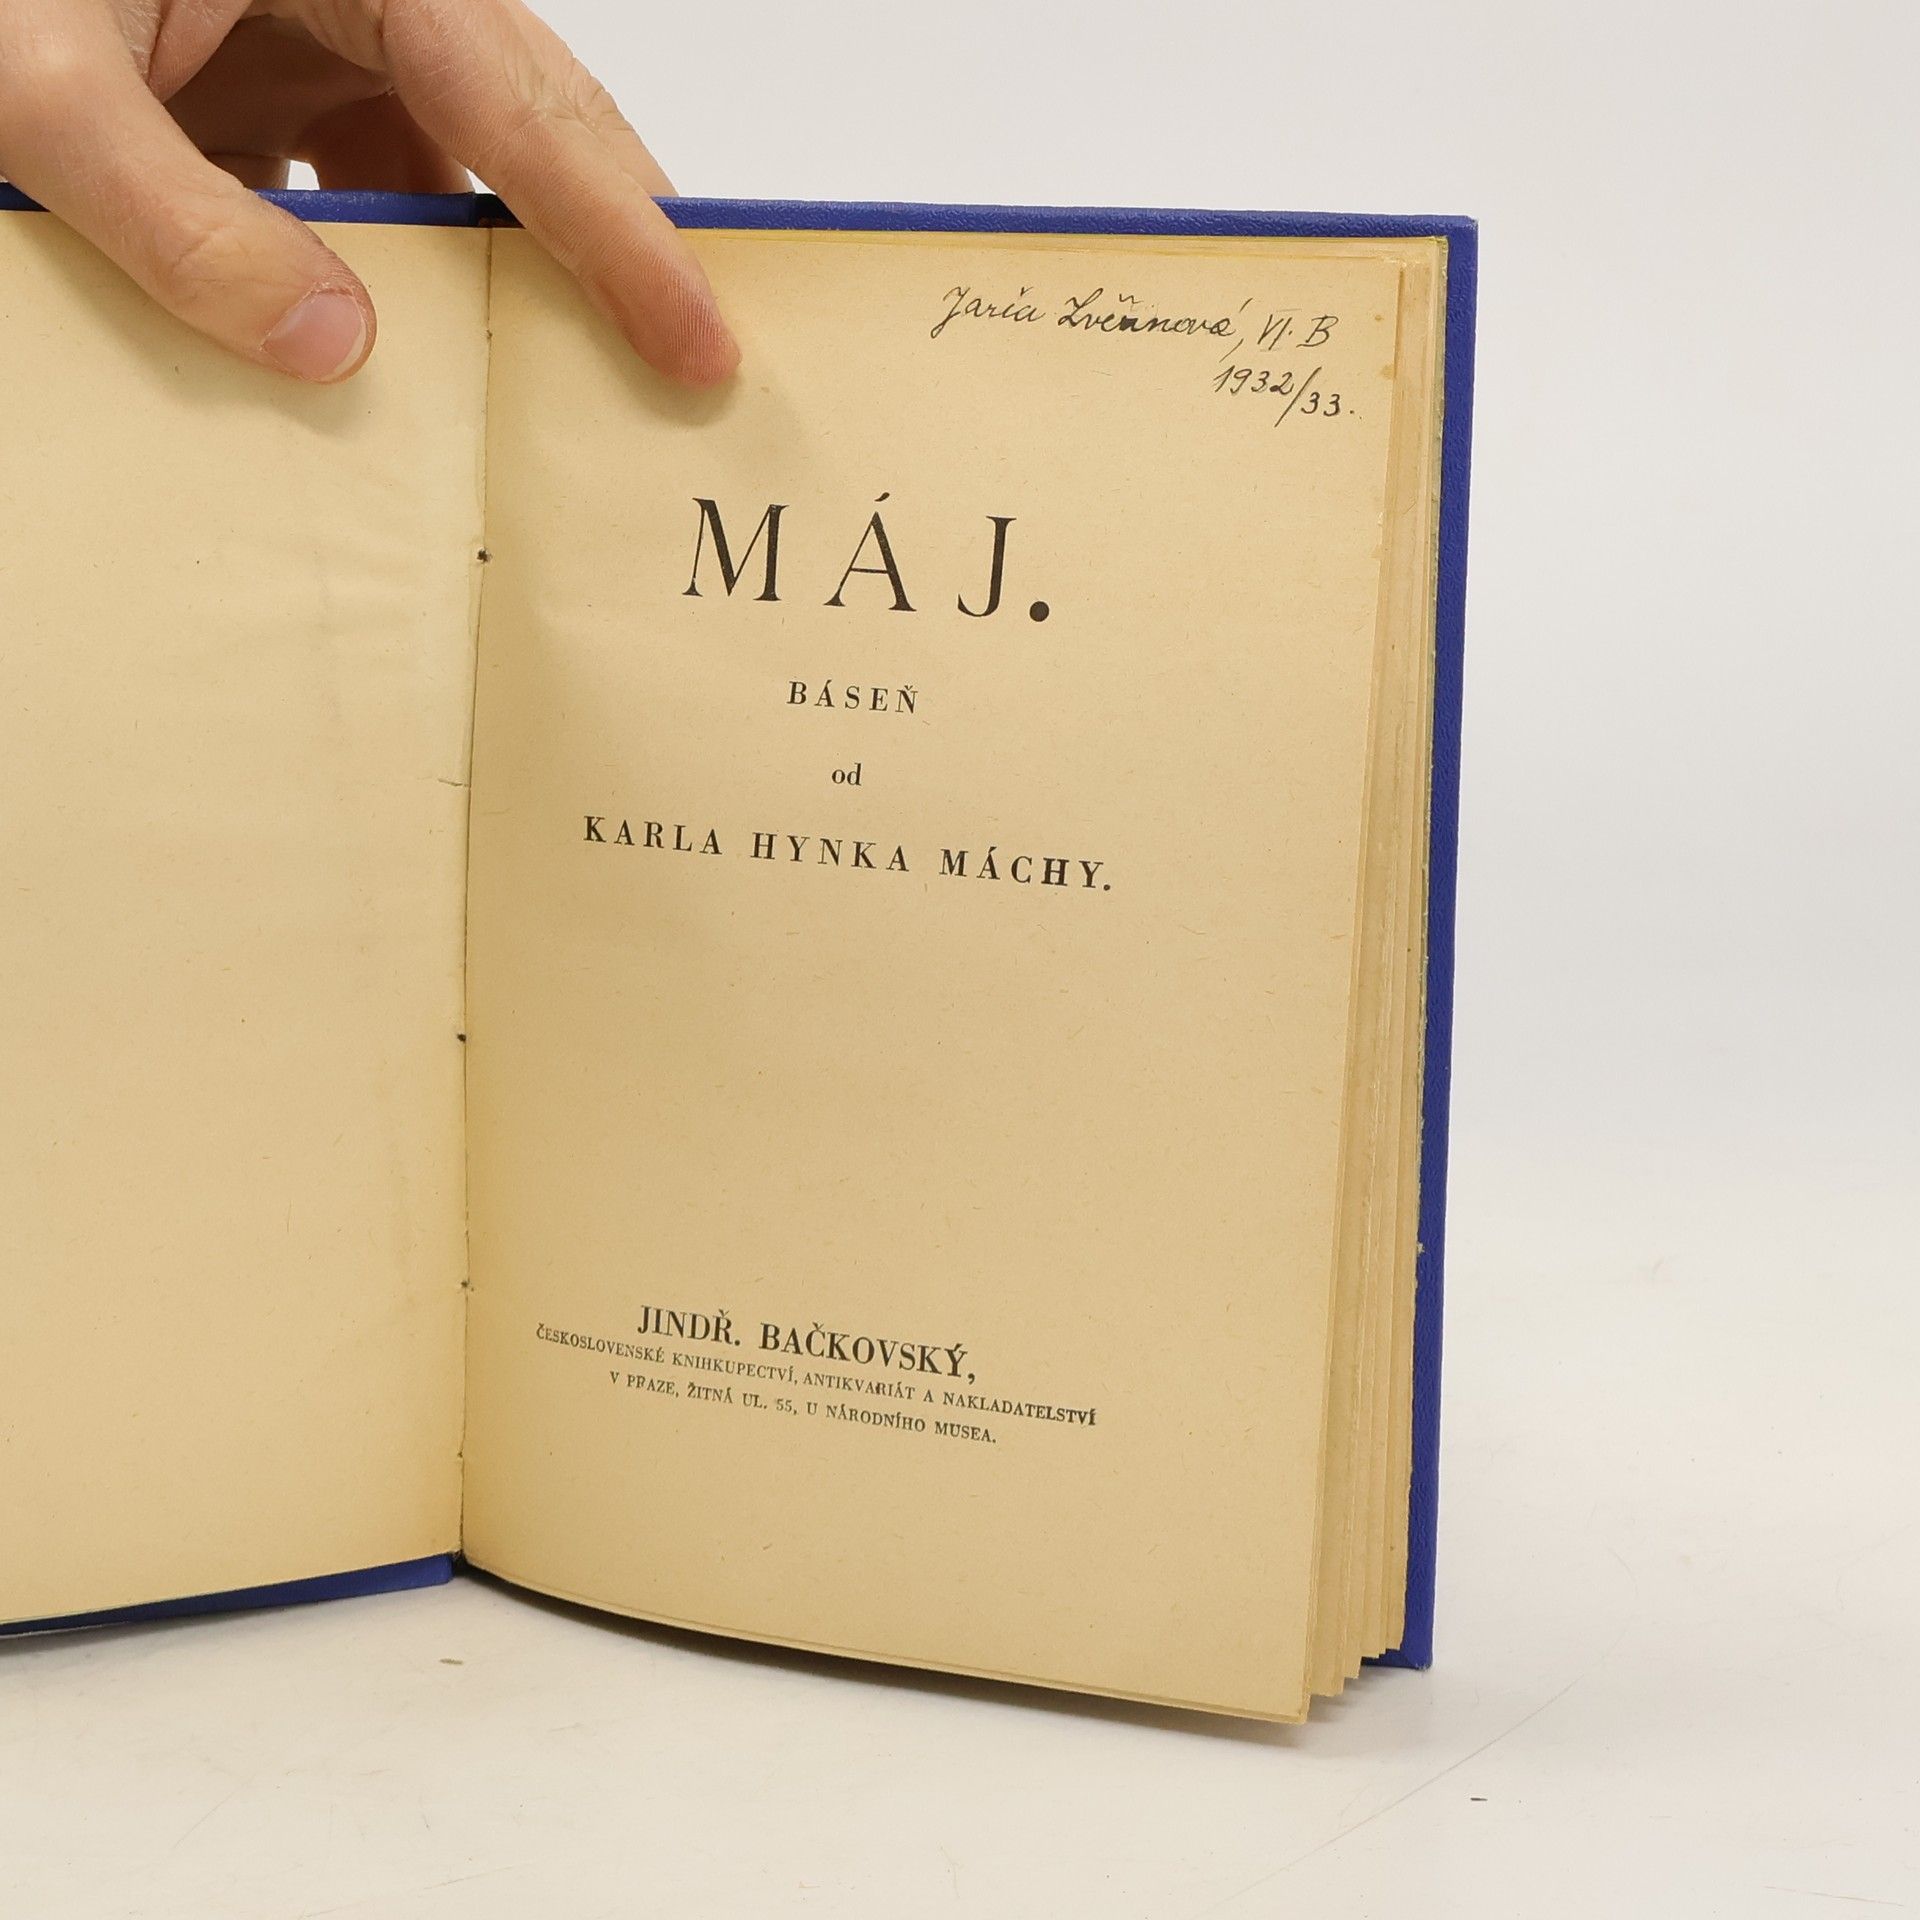 Jarča Zvěřinová, VI. B
1932/33.
MÁJ.
BÁSEŇ
od
KARLA HYNKA MÁCHY.
JINDŘ. BAČKOVSKÝ,
ČESKOSLOVENSKÉ KNIHKUPECTVÍ, ANTIKVARIÁT A NAKLADATELSTVÍ
V PRAZE, ŽITNÁ UL. 55, U NÁRODNÍHO MUSEA.